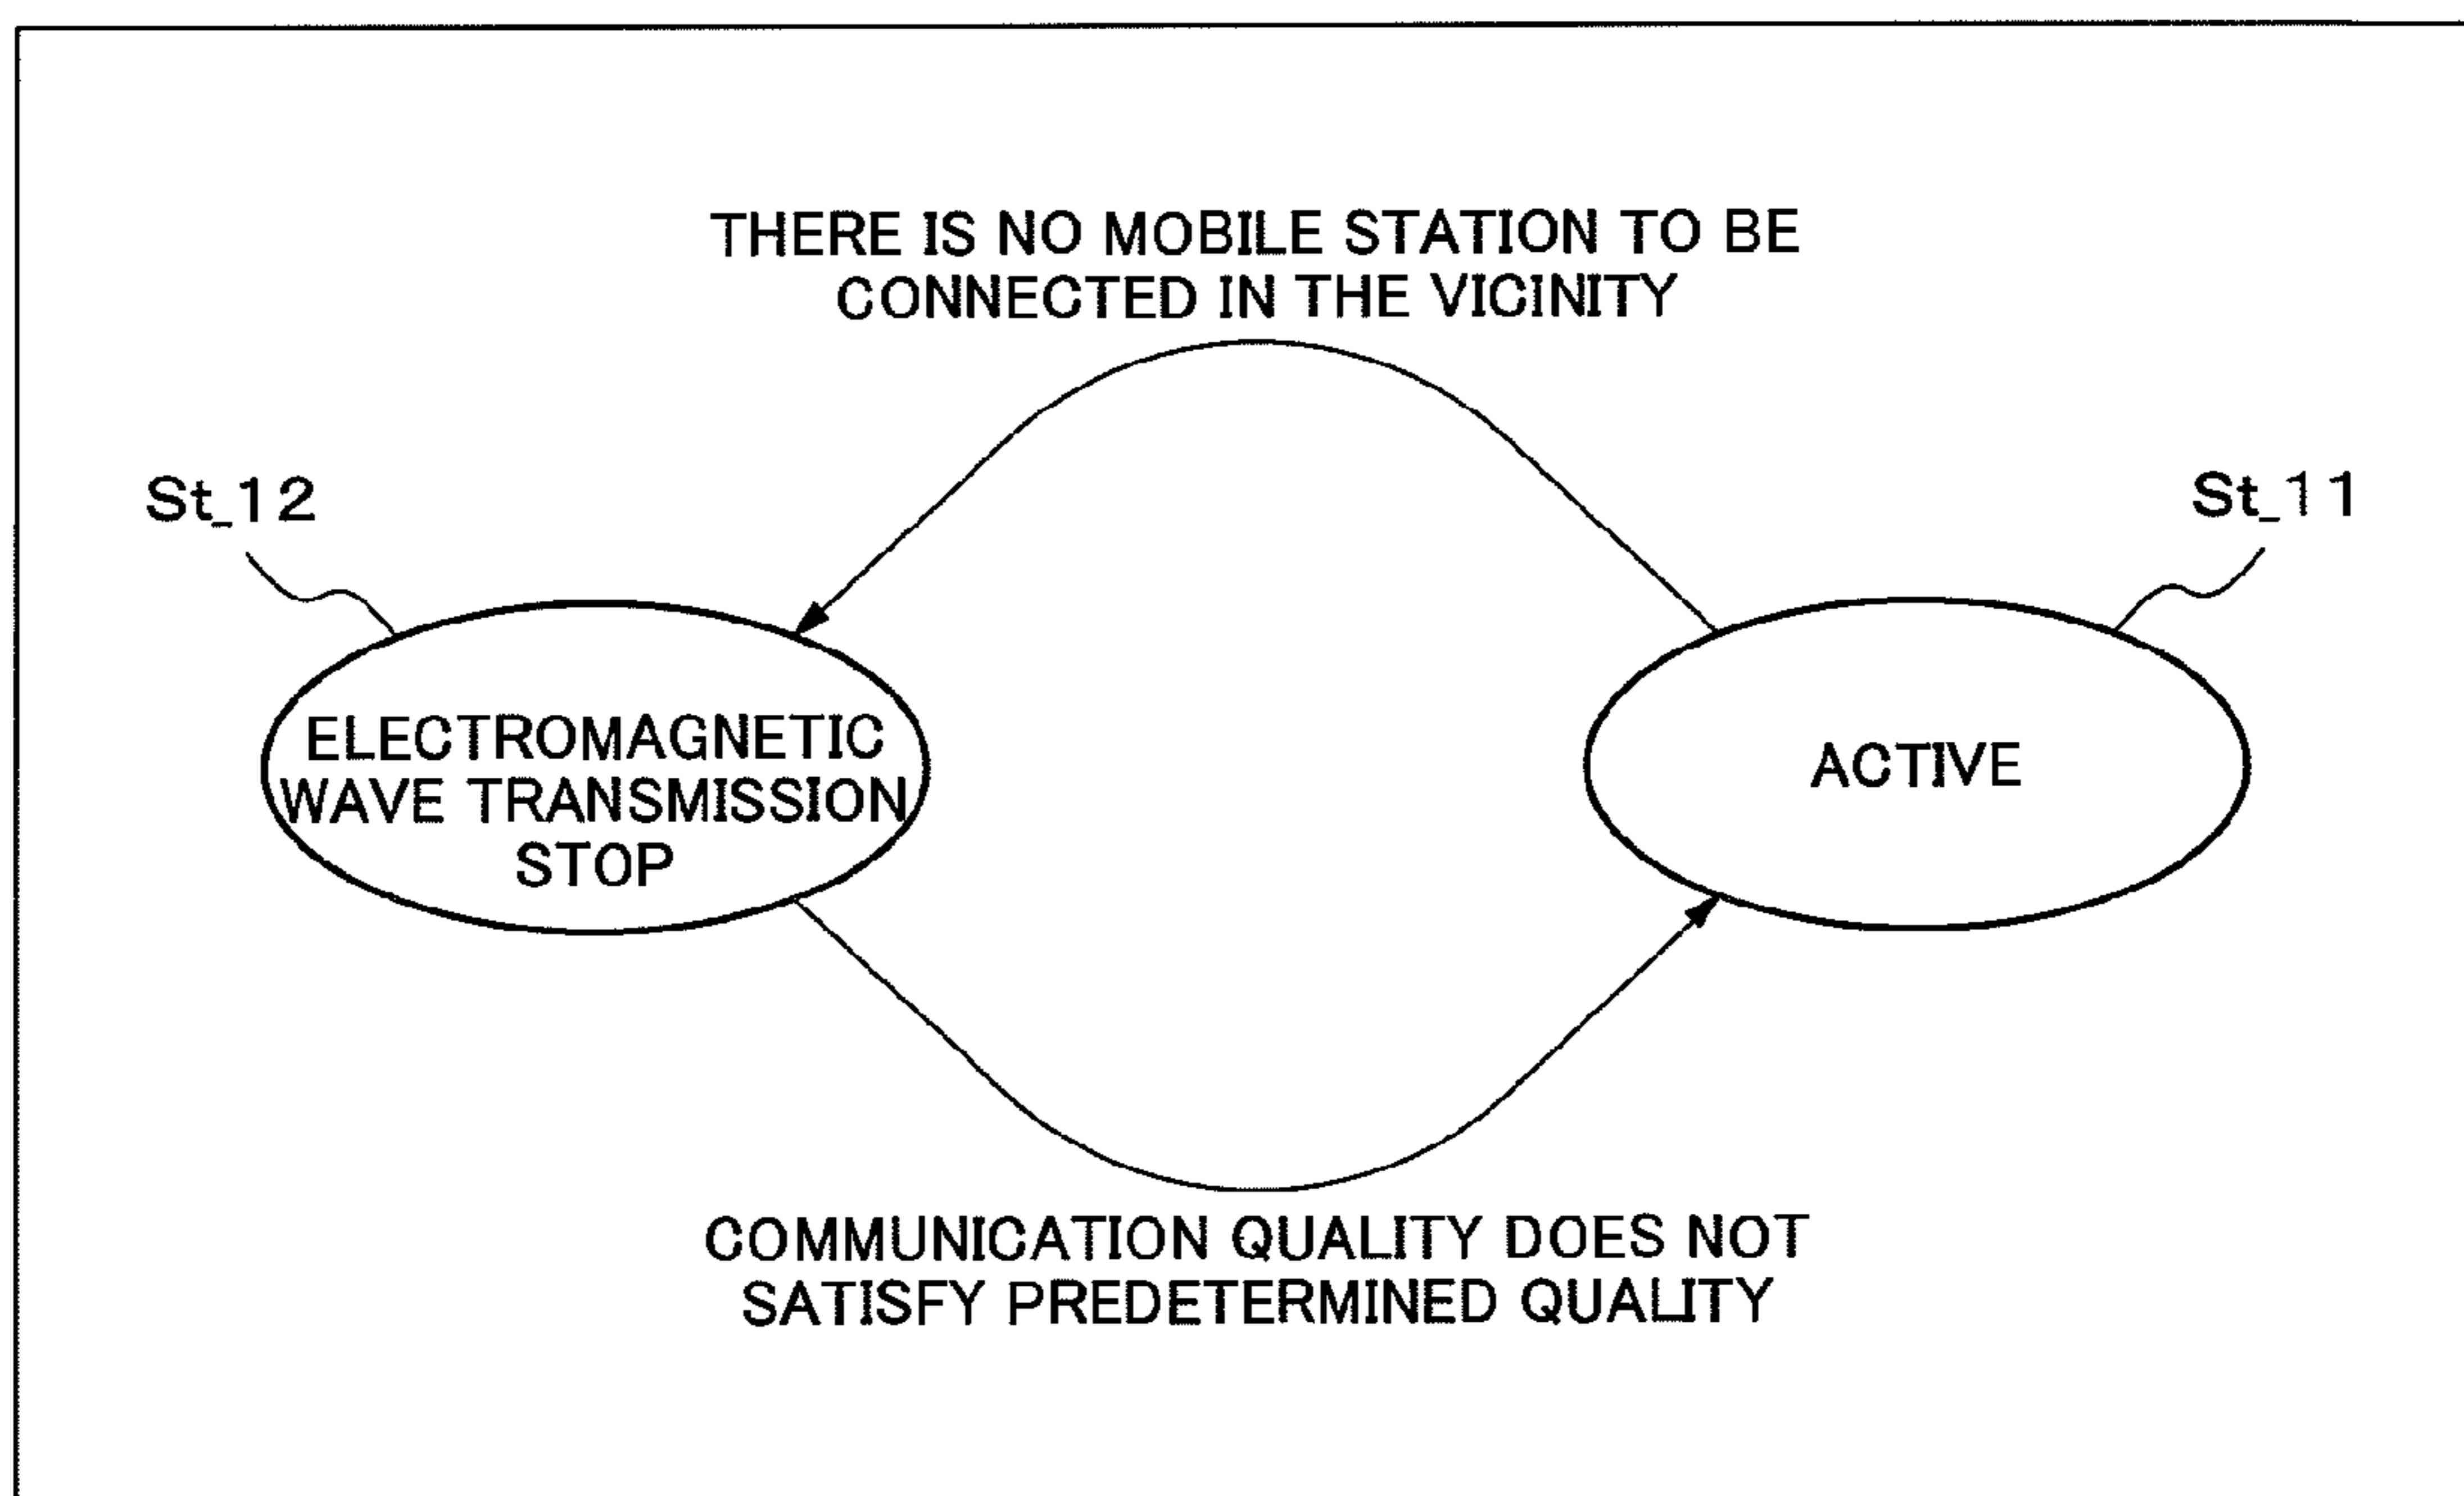 THERE IS NO MOBILE STATION TO BE
CONNECTED IN THE VICINITY
St_12
St_11
ELECTROMAGNETIC
WAVE TRANSMISSION
STOP
ACTIVE
COMMUNICATION QUALITY DOES NOT
SATISFY PREDETERMINED QUALITY